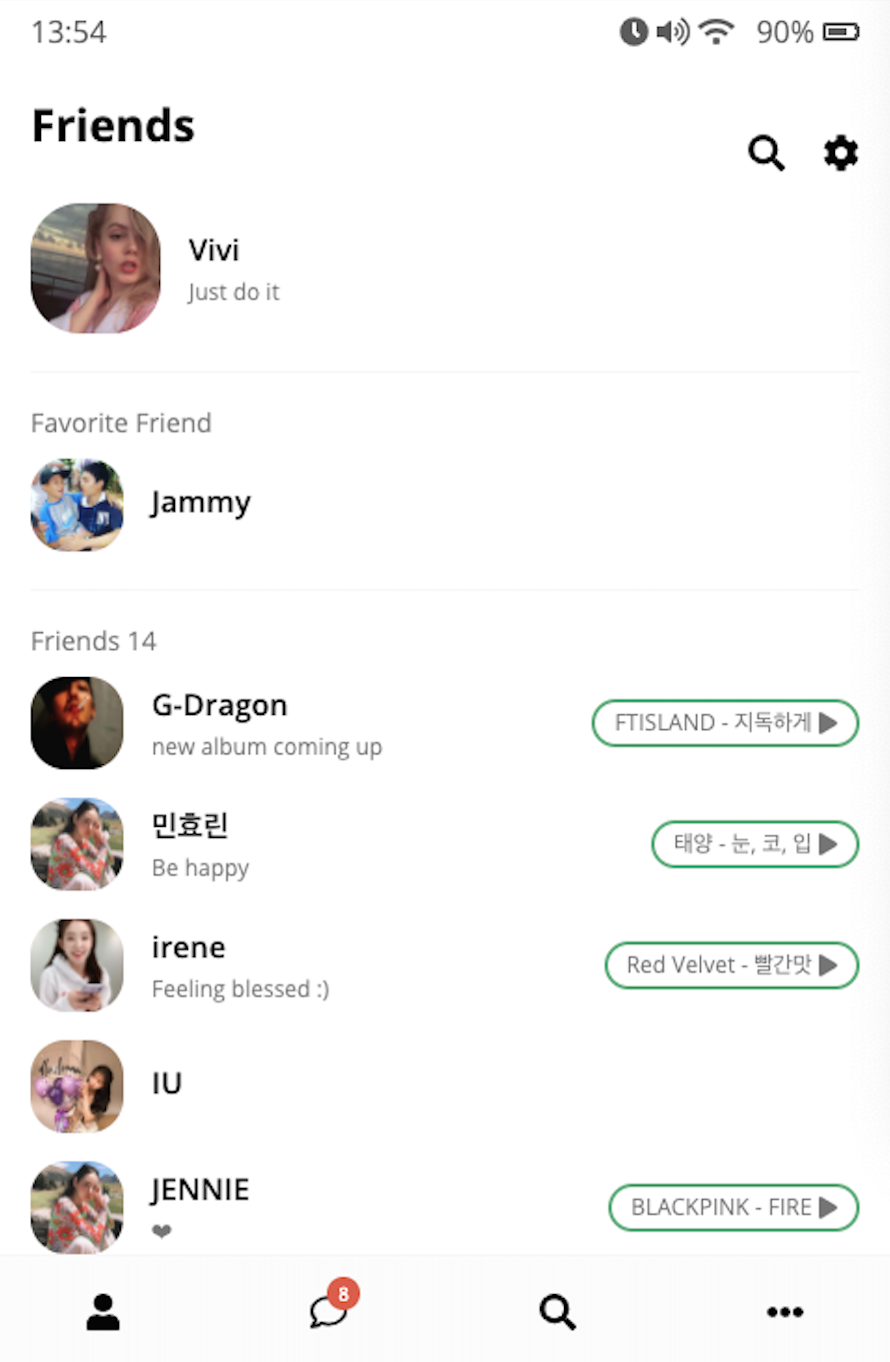 13:54
90%
Friends
Vivi
Just do it
Favorite Friend
Jammy
Friends 14
G-Dragon
new album coming up
FTISLAND - 지독하게
민효린
Be happy
태양 - 눈, 코, 입
irene
Feeling blessed :)
Red Velvet - 빨간맛
IU
JENNIE
❤
BLACKPINK - FIRE
8